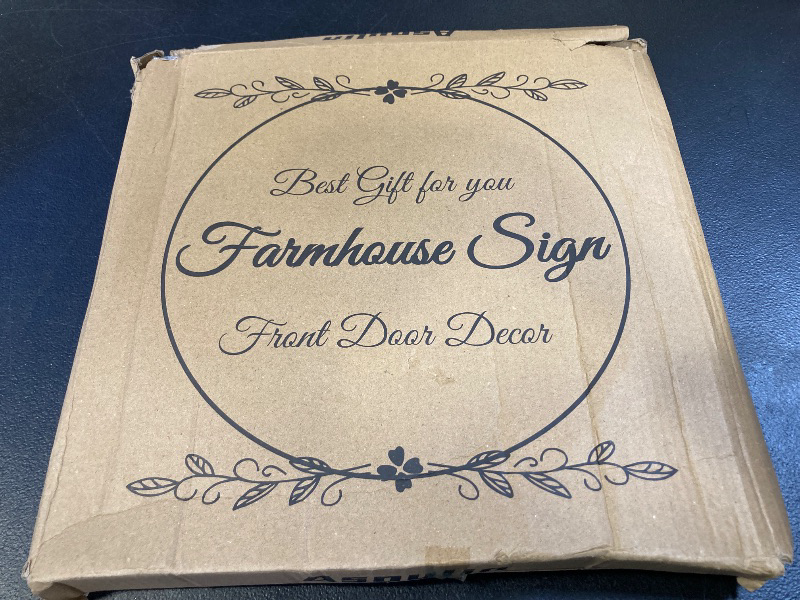 Best Gift for you
Farmhouse Sign
Front Door Decor